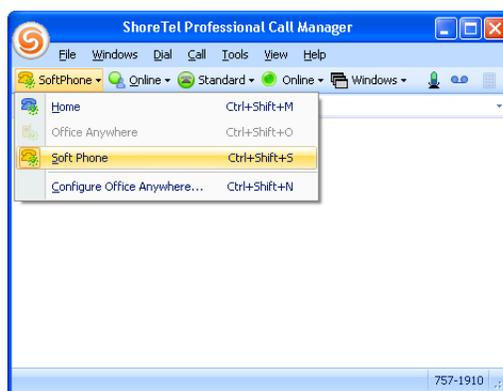 ShoreTel Professional Call Manager
File Windows Dial Call Tools View Help
SoftPhone Online Standard Online Windows
Home Ctrl+Shift+M
Office Anywhere Ctrl+Shift+O
Soft Phone Ctrl+Shift+S
Configure Office Anywhere... Ctrl+Shift+N
757-1910